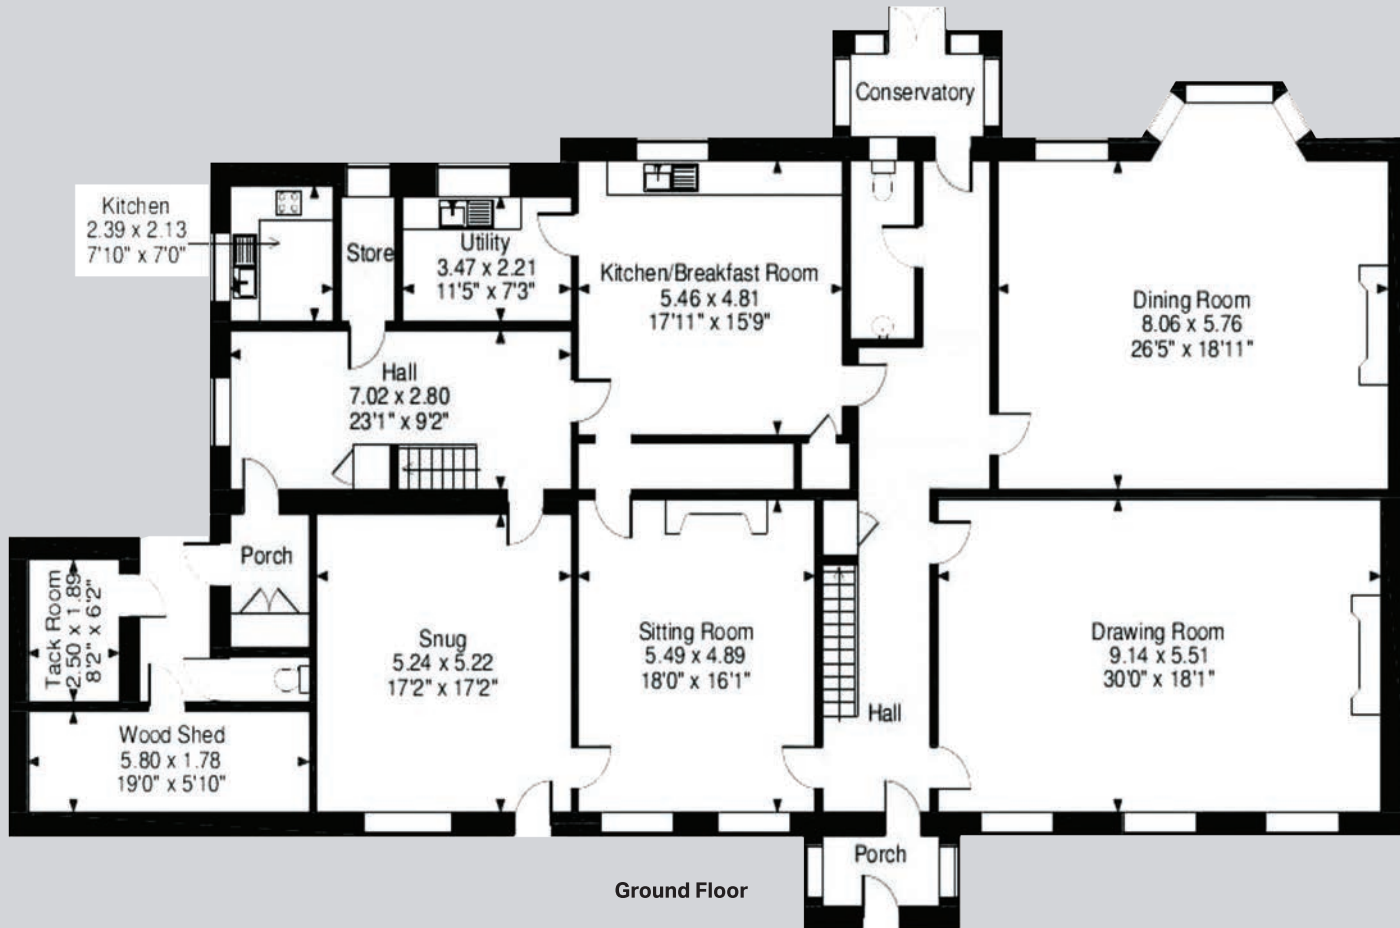 Conservatory
Kitchen
2.39 x 2.13
7'10" x 7'0"
Store
Utility
3.47 x 2.21
11'5" x 7'3"
Kitchen/Breakfast Room
5.46 x 4.81
17'11" x 15'9"
Dining Room
8.06 x 5.76
26'5" x 18'11"
Hall
7.02 x 2.80
23'1" x 9'2"
Porch
Tack Room
2.50 x 1.89
8'2" x 6'2"
Snug
5.24 x 5.22
17'2" x 17'2"
Sitting Room
5.49 x 4.89
18'0" x 16'1"
Drawing Room
9.14 x 5.51
30'0" x 18'1"
Hall
Wood Shed
5.80 x 1.78
19'0" x 5'10"
Porch
Ground Floor